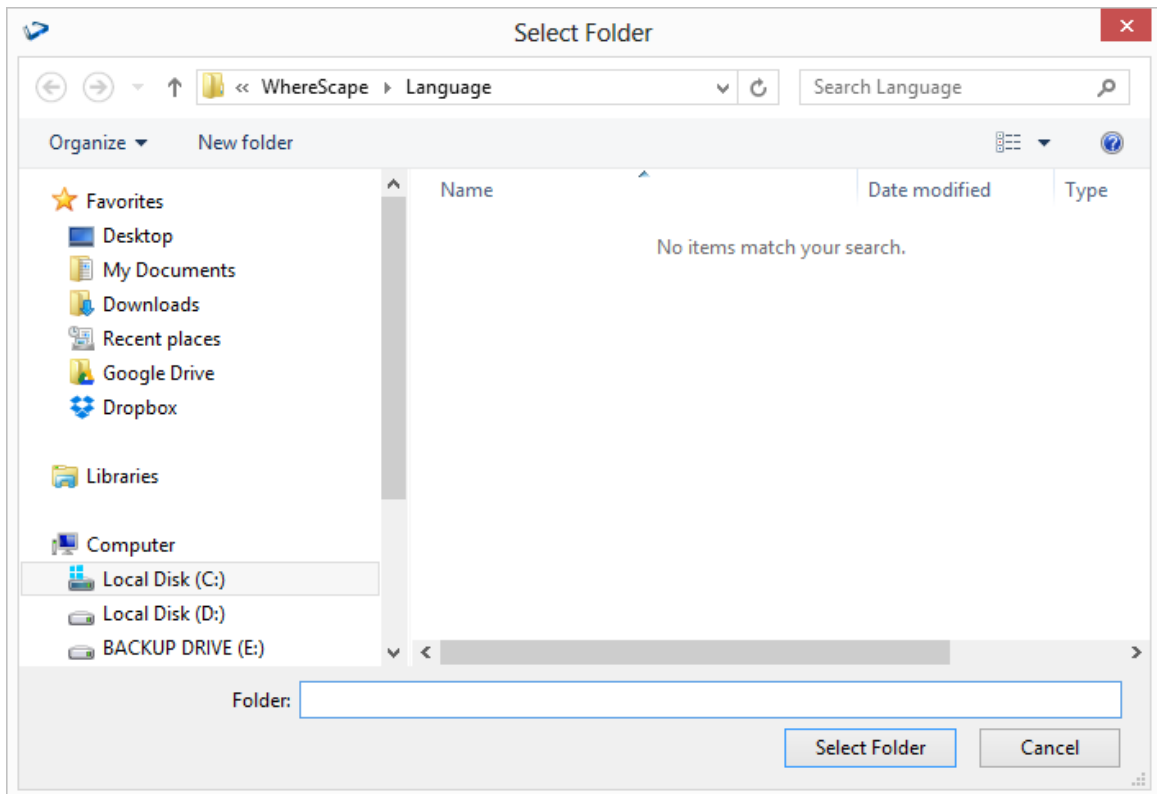 Select Folder
« WhereScape Language Search Language
Organize New folder
Name Date modified Type
No items match your search.
Favorites
Desktop
My Documents
Downloads
Recent places
Google Drive
Dropbox
Libraries
Computer
Local Disk (C:)
Local Disk (D:)
BACKUP DRIVE (E:)
Folder:
Select Folder Cancel